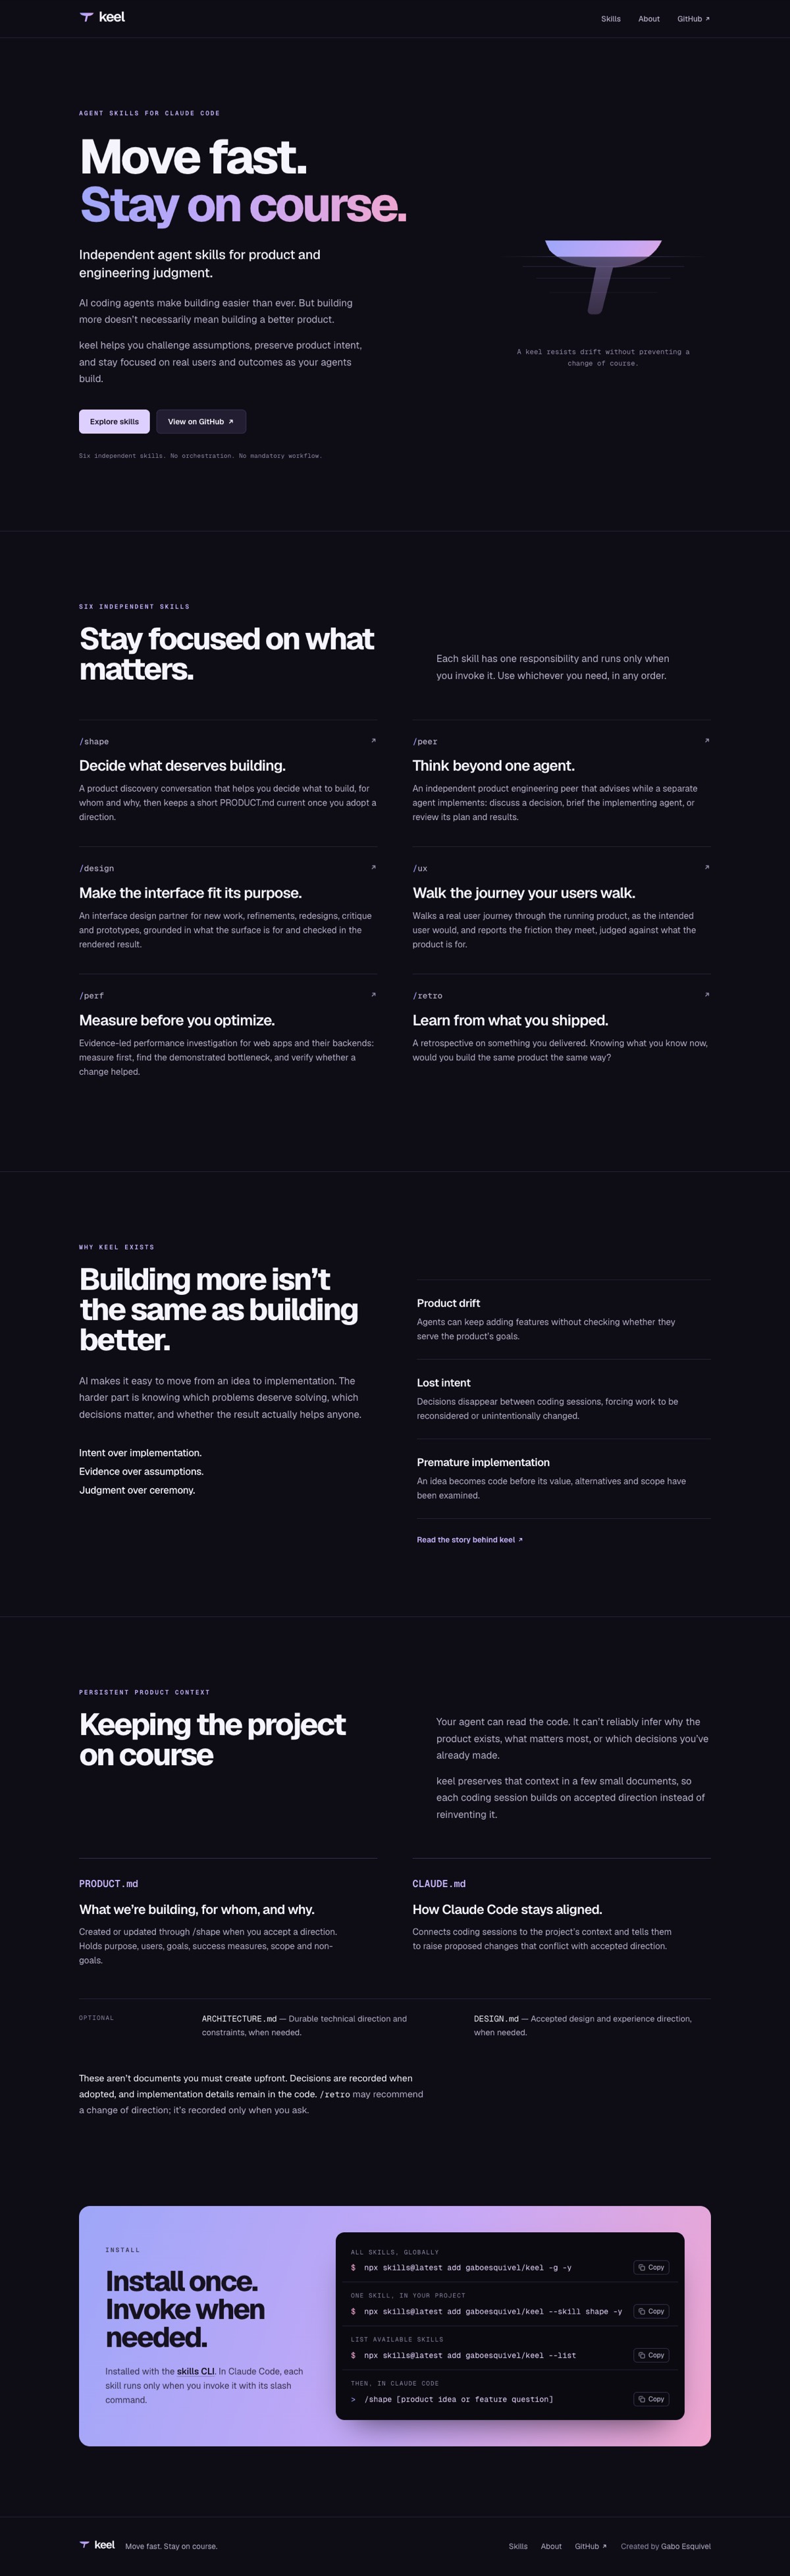 keel
Skills About GitHub ↗
AGENT SKILLS FOR CLAUDE CODE
Move fast.
Stay on course.
Independent agent skills for product and
engineering judgment.
AI coding agents make building easier than ever. But building
more doesn’t necessarily mean building a better product.
keel helps you challenge assumptions, preserve product intent,
and stay focused on real users and outcomes as your agents
build.
Explore skills
View on GitHub ↗
Six independent skills. No orchestration. No mandatory workflow.
A keel resists drift without preventing a
change of course.
SIX INDEPENDENT SKILLS
Stay focused on what
matters.
Each skill has one responsibility and runs only when
you invoke it. Use whichever you need, in any order.
/shape ↗
Decide what deserves building.
A product discovery conversation that helps you decide what to build, for
whom and why, then keeps a short PRODUCT.md current once you adopt a
direction.
/peer ↗
Think beyond one agent.
An independent product engineering peer that advises while a separate
agent implements: discuss a decision, brief the implementing agent, or
review its plan and results.
/design ↗
Make the interface fit its purpose.
An interface design partner for new work, refinements, redesigns, critique
and prototypes, grounded in what the surface is for and checked in the
rendered result.
/ux ↗
Walk the journey your users walk.
Walks a real user journey through the running product, as the intended
user would, and reports the friction they meet, judged against what the
product is for.
/perf ↗
Measure before you optimize.
Evidence-led performance investigation for web apps and their backends:
measure first, find the demonstrated bottleneck, and verify whether a
change helped.
/retro ↗
Learn from what you shipped.
A retrospective on something you delivered. Knowing what you know now,
would you build the same product the same way?
WHY KEEL EXISTS
Building more isn’t
the same as building
better.
AI makes it easy to move from an idea to implementation. The
harder part is knowing which problems deserve solving, which
decisions matter, and whether the result actually helps anyone.
Intent over implementation.
Evidence over assumptions.
Judgment over ceremony.
Product drift
Agents can keep adding features without checking whether they
serve the product’s goals.
Lost intent
Decisions disappear between coding sessions, forcing work to be
reconsidered or unintentionally changed.
Premature implementation
An idea becomes code before its value, alternatives and scope have
been examined.
Read the story behind keel ↗
PERSISTENT PRODUCT CONTEXT
Keeping the project
on course
Your agent can read the code. It can’t reliably infer why the
product exists, what matters most, or which decisions you’ve
already made.
keel preserves that context in a few small documents, so
each coding session builds on accepted direction instead of
reinventing it.
PRODUCT.md
What we’re building, for whom, and why.
Created or updated through /shape when you accept a direction.
Holds purpose, users, goals, success measures, scope and non-
goals.
CLAUDE.md
How Claude Code stays aligned.
Connects coding sessions to the project’s context and tells them
to raise proposed changes that conflict with accepted direction.
OPTIONAL
ARCHITECTURE.md — Durable technical direction and
constraints, when needed.
DESIGN.md — Accepted design and experience direction,
when needed.
These aren’t documents you must create upfront. Decisions are recorded when
adopted, and implementation details remain in the code. /retro may recommend
a change of direction; it’s recorded only when you ask.
INSTALL
Install once.
Invoke when
needed.
Installed with the skills CLI. In Claude Code, each
skill runs only when you invoke it with its slash
command.
ALL SKILLS, GLOBALLY
$ npx skills@latest add gaboesquivel/keel -g -y Copy
ONE SKILL, IN YOUR PROJECT
$ npx skills@latest add gaboesquivel/keel --skill shape -y Copy
LIST AVAILABLE SKILLS
$ npx skills@latest add gaboesquivel/keel --list Copy
THEN, IN CLAUDE CODE
> /shape [product idea or feature question] Copy
keel Move fast. Stay on course.
Skills About GitHub ↗ Created by Gabo Esquivel